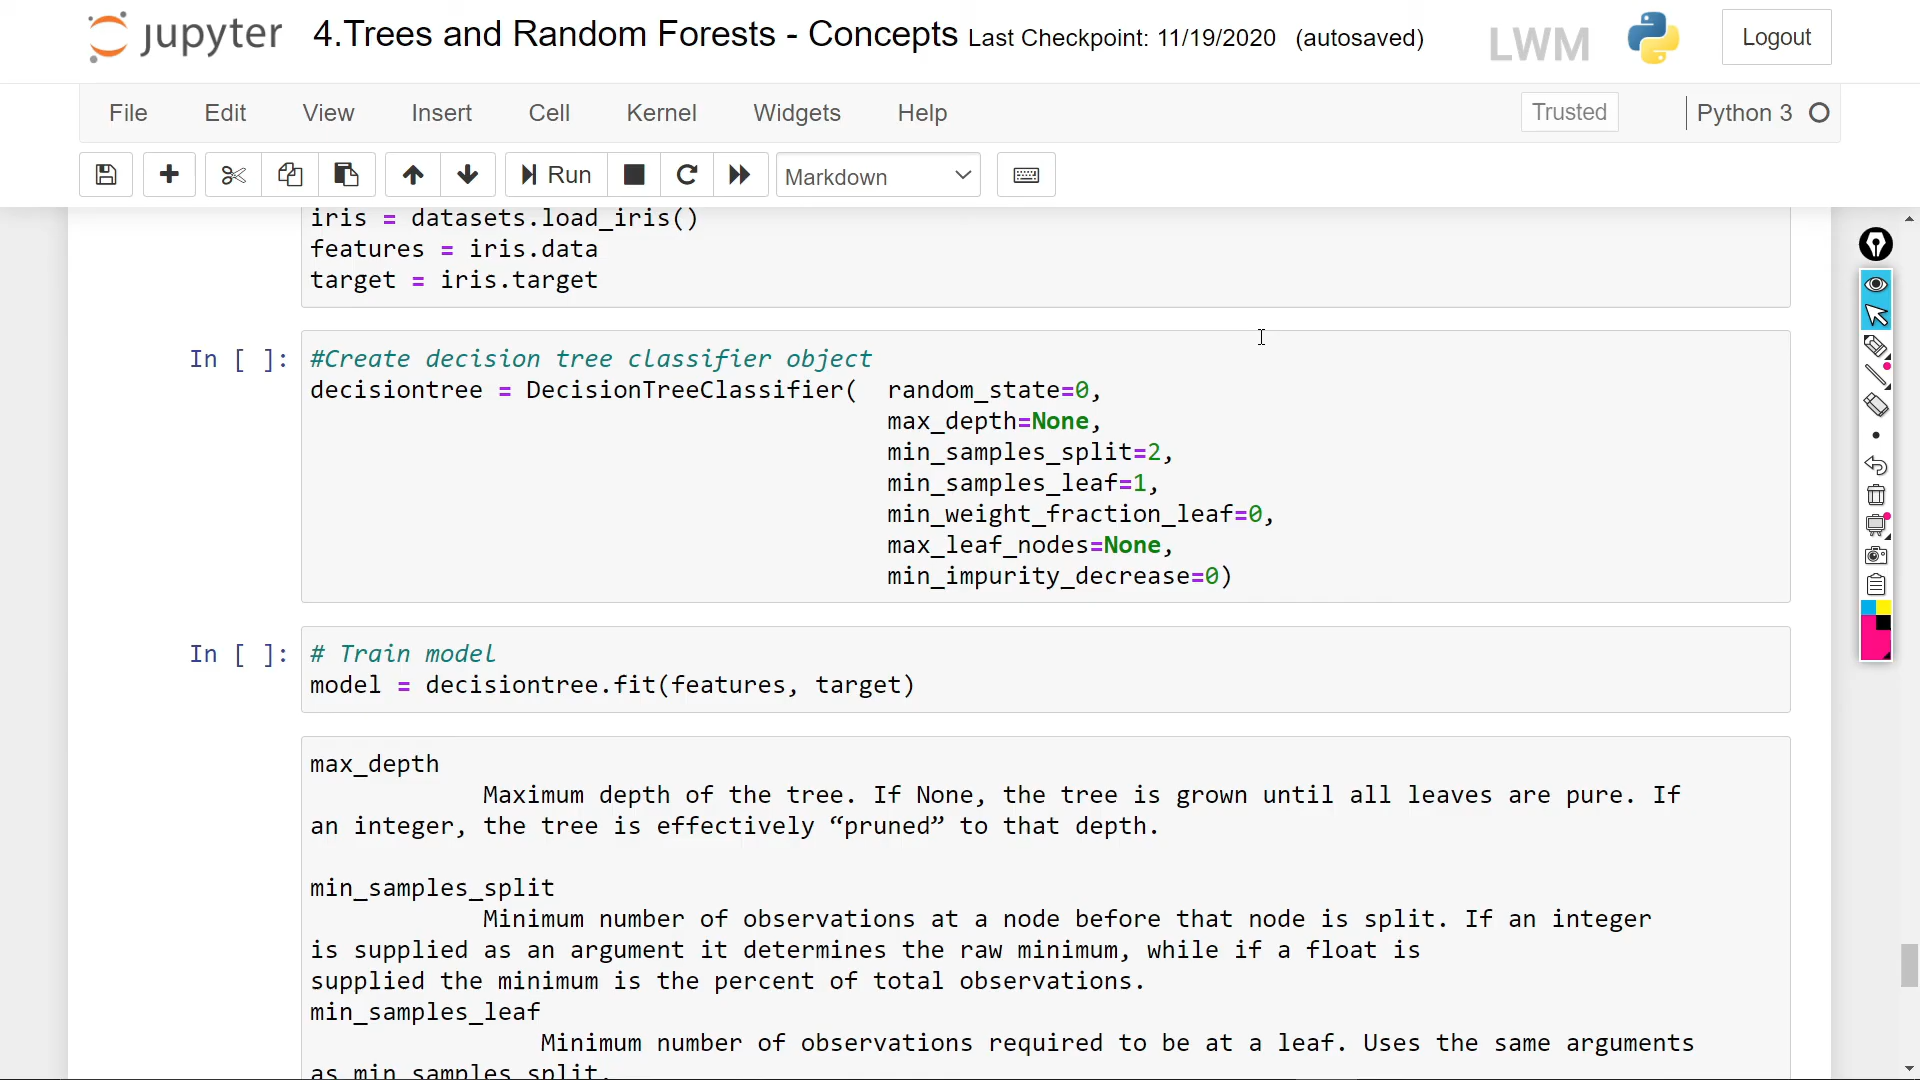 jupyter 4.Trees and Random Forests - Concepts Last Checkpoint: 11/19/2020 (autosaved) LWM Logout
File Edit View Insert Cell Kernel Widgets Help Trusted Python 3
Run Markdown
iris = datasets.load_iris()
features = iris.data
target = iris.target
In [ ]: #Create decision tree classifier object
decisiontree = DecisionTreeClassifier( random_state=0,
max_depth=None,
min_samples_split=2,
min_samples_leaf=1,
min_weight_fraction_leaf=0,
max_leaf_nodes=None,
min_impurity_decrease=0)
In [ ]: # Train model
model = decisiontree.fit(features, target)
max_depth
Maximum depth of the tree. If None, the tree is grown until all leaves are pure. If
an integer, the tree is effectively “pruned” to that depth.
min_samples_split
Minimum number of observations at a node before that node is split. If an integer
is supplied as an argument it determines the raw minimum, while if a float is
supplied the minimum is the percent of total observations.
min_samples_leaf
Minimum number of observations required to be at a leaf. Uses the same arguments
as min_samples_split.